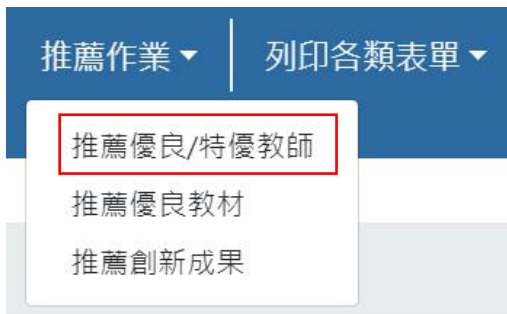 推薦作業▼ 列印各類表單▼
推薦優良/特優教師
推薦優良教材
推薦創新成果